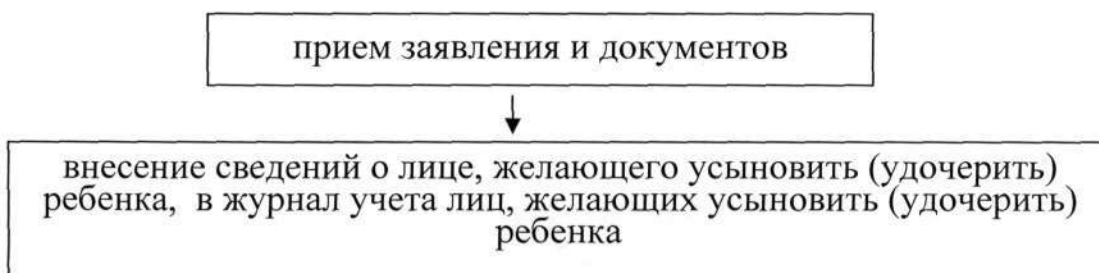 прием заявления и документов
внесение сведений о лице, желающего усыновить (удочерить)
ребенка, в журнал учета лиц, желающих усыновить (удочерить)
ребенка